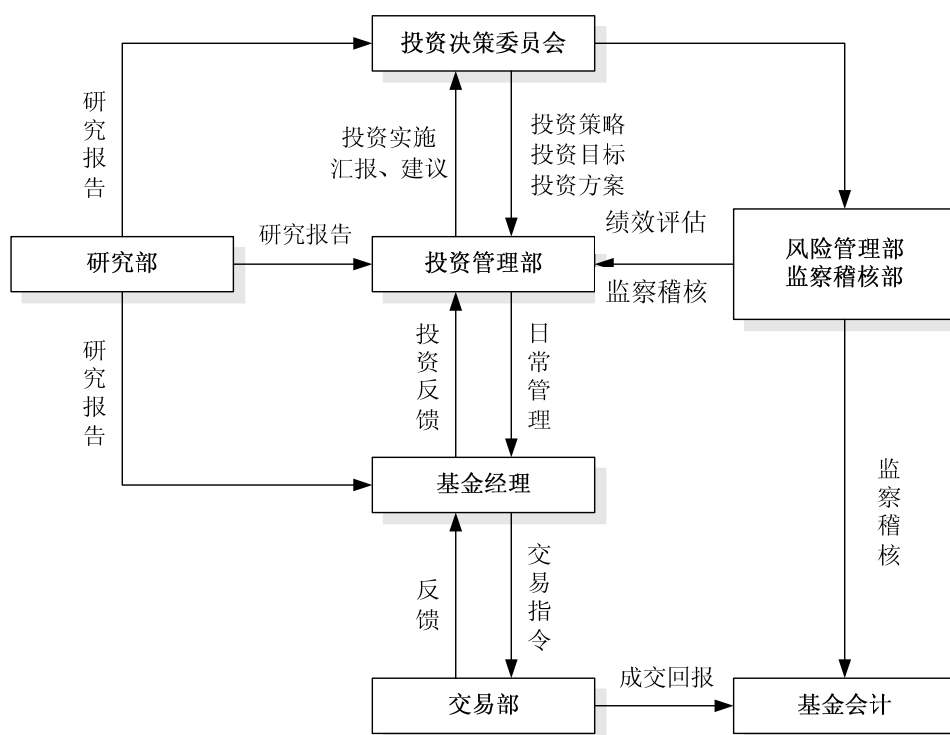 投资决策委员会
研究报告
投资实施
汇报、建议
投资策略
投资目标
投资方案
研究部
研究报告
投资管理部
绩效评估
监察稽核
风险管理部
监察稽核部
研究报告
投资反馈
日常管理
基金经理
监察稽核
反馈
交易指令
交易部
成交回报
基金会计